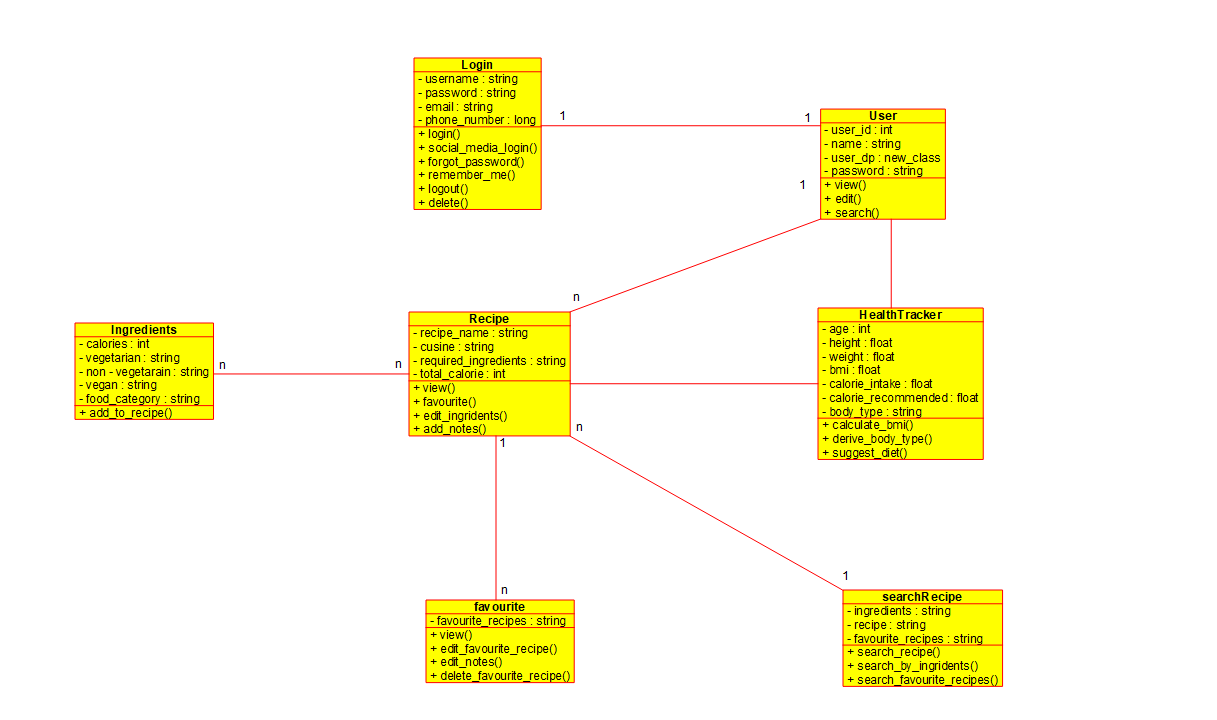 Login
- username : string
- password : string
- email : string
- phone_number : long
+ login()
+ social_media_login()
+ forgot_password()
+ remember_me()
+ logout()
+ delete()
1
1
User
- user_id : int
- name : string
- user_dp : new_class
- password : string
+ view()
+ edit()
+ search()
1
n
Ingredients
- calories : int
- vegetarian : string
- non - vegetarain : string
- vegan : string
- food_category : string
+ add_to_recipe()
n
n
Recipe
- recipe_name : string
- cusine : string
- required_ingredients : string
- total_calorie : int
+ view()
+ favourite()
+ edit_ingridents()
+ add_notes()
HealthTracker
- age : int
- height : float
- weight : float
- bmi : float
- calorie_intake : float
- calorie_recommended : float
- body_type : string
+ calculate_bmi()
+ derive_body_type()
+ suggest_diet()
1
n
n
1
favourite
- favourite_recipes : string
+ view()
+ edit_favourite_recipe()
+ edit_notes()
+ delete_favourite_recipe()
searchRecipe
- ingredients : string
- recipe : string
- favourite_recipes : string
+ search_recipe()
+ search_by_ingridents()
+ search_favourite_recipes()